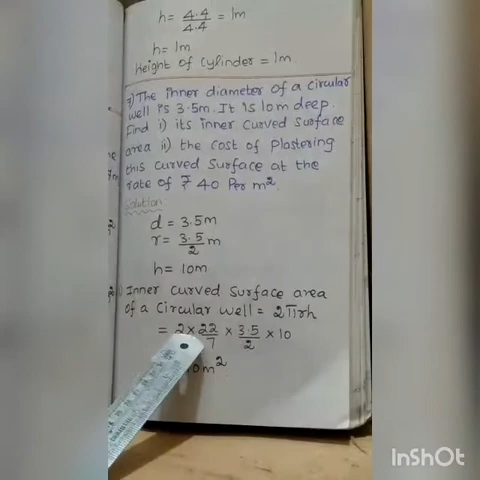 h = 4.4/4.4 = 1m
h = 1m
Height of cylinder = 1m
7) The inner diameter of a circular
well is 3.5m. It is 10m deep.
Find i) its inner curved surface
area ii) the cost of plastering
this curved surface at the
rate of ₹ 40 Per m²
Solution
d = 3.5m
r = 3.5/2 m
h = 10m
Inner curved surface area
of a circular well = 2πrh
= 2 × 22/7 × 3.5/2 × 10
0m²
InShOt